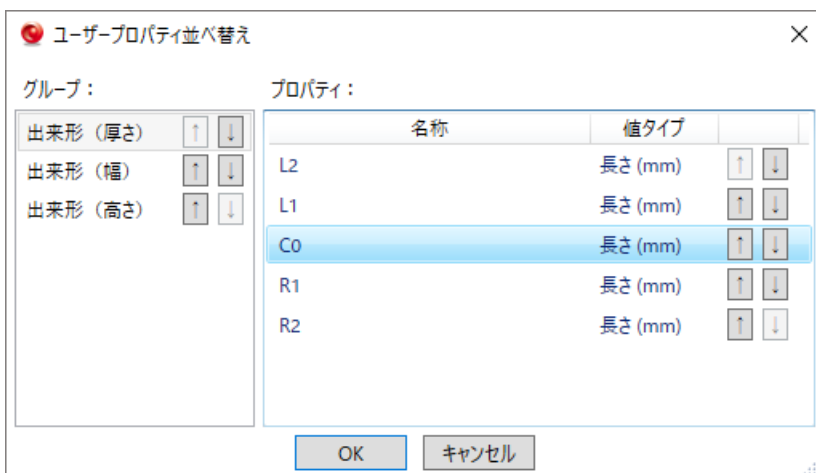 ユーザープロパティ並べ替え
グループ：
プロパティ：
出来形（厚さ） ↑ ↓
出来形（幅） ↑ ↓
出来形（高さ） ↑ ↓
名称 値タイプ
L2 長さ(mm) ↑ ↓
L1 長さ(mm) ↑ ↓
C0 長さ(mm) ↑ ↓
R1 長さ(mm) ↑ ↓
R2 長さ(mm) ↑ ↓
OK キャンセル